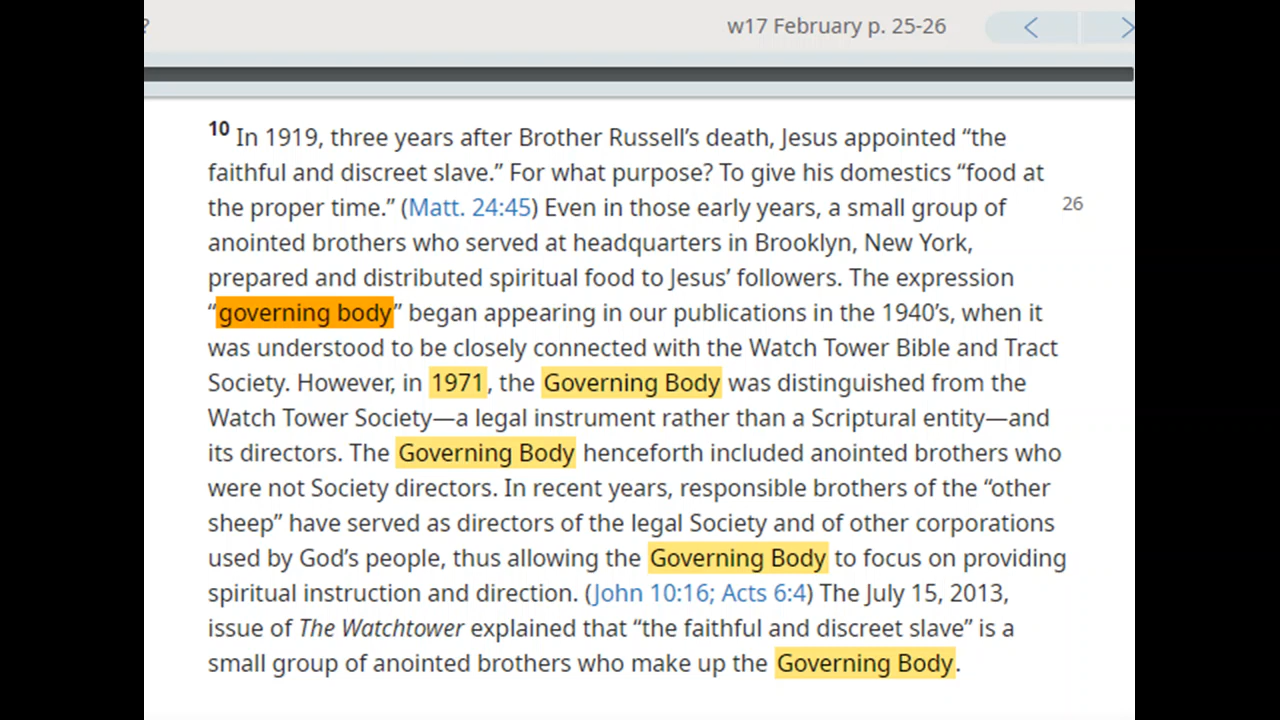 ?
w17 February p. 25-26
10 In 1919, three years after Brother Russell’s death, Jesus appointed “the
faithful and discreet slave.” For what purpose? To give his domestics “food at
the proper time.” (Matt. 24:45) Even in those early years, a small group of
26
anointed brothers who served at headquarters in Brooklyn, New York,
prepared and distributed spiritual food to Jesus’ followers. The expression
“governing body” began appearing in our publications in the 1940’s, when it
was understood to be closely connected with the Watch Tower Bible and Tract
Society. However, in 1971, the Governing Body was distinguished from the
Watch Tower Society—a legal instrument rather than a Scriptural entity—and
its directors. The Governing Body henceforth included anointed brothers who
were not Society directors. In recent years, responsible brothers of the “other
sheep” have served as directors of the legal Society and of other corporations
used by God’s people, thus allowing the Governing Body to focus on providing
spiritual instruction and direction. (John 10:16; Acts 6:4) The July 15, 2013,
issue of The Watchtower explained that “the faithful and discreet slave” is a
small group of anointed brothers who make up the Governing Body.